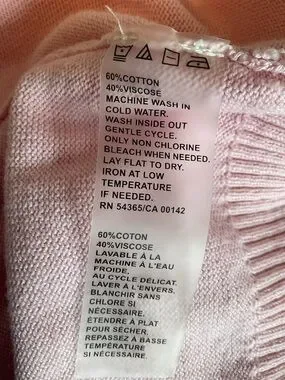 60%COTTON
40%VISCOSE
MACHINE WASH IN
COLD WATER.
WASH INSIDE OUT
GENTLE CYCLE.
ONLY NON CHLORINE
BLEACH WHEN NEEDED.
LAY FLAT TO DRY.
IRON AT LOW
TEMPERATURE
IF NEEDED.
RN 54365/CA 00142
60%COTON
40%VISCOSE
LAVABLE À LA
MACHINE À L'EAU
FROIDE.
AU CYCLE DÉLICAT.
LAVER À L'ENVERS.
BLANCHIR SANS
CHLORE SI
NÉCESSAIRE.
ÉTENDRE À PLAT
POUR SÉCHER.
REPASSEZ À BASSE
TEMPÉRATURE
SI NÉCESSAIRE.